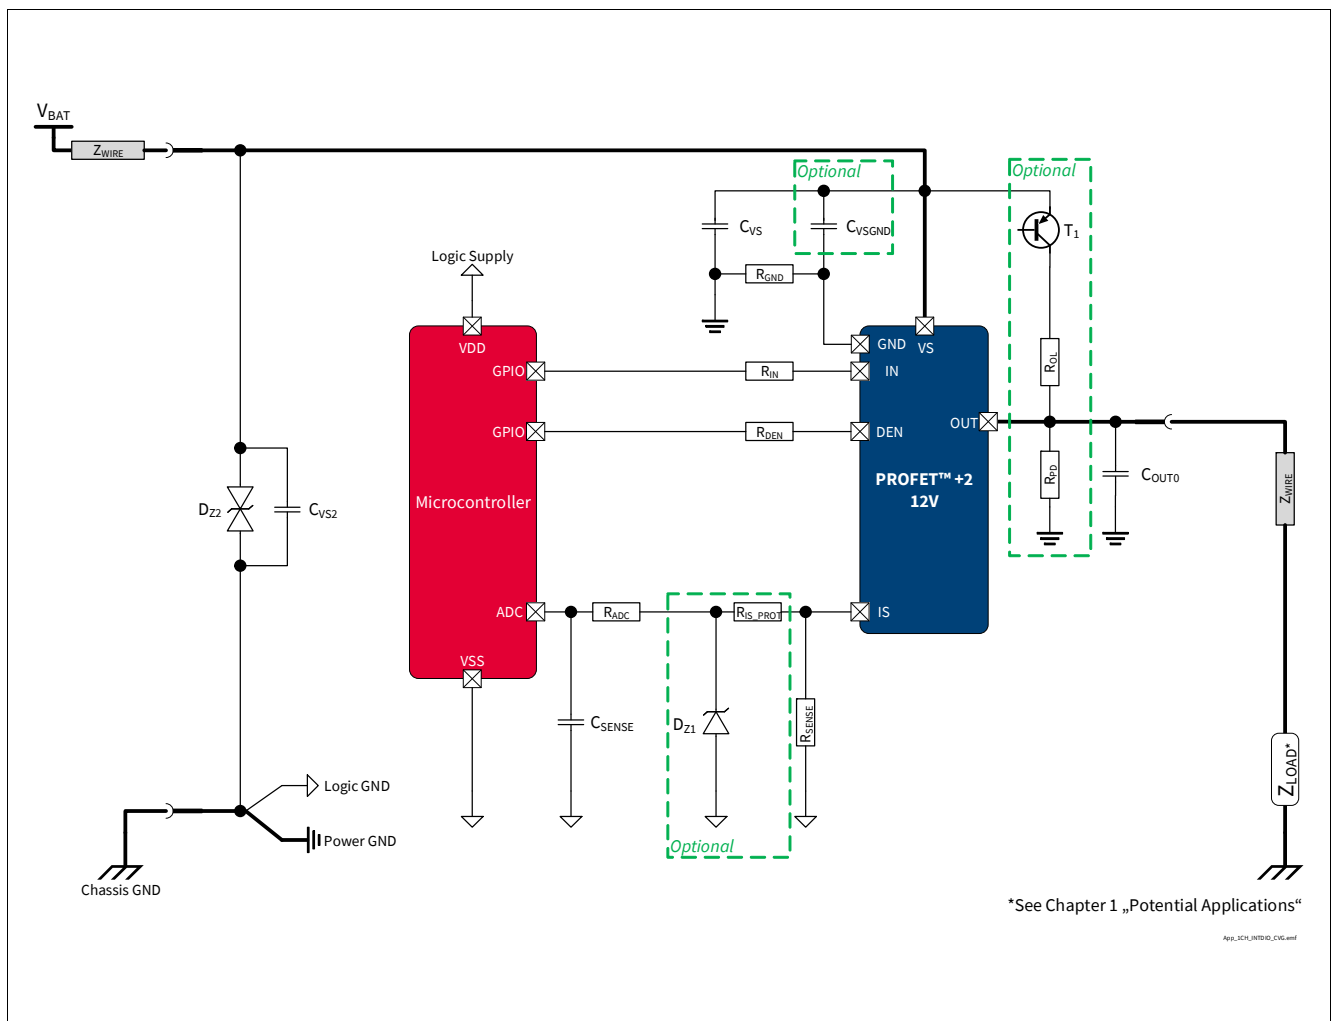 VBAT
ZWIRE
Optional
Optional
CVS
CVSGND
T1
Logic Supply
RGND
VDD
GND
VS
GPIO
RIN
IN
ROL
GPIO
RDEN
DEN
OUT
PROFET™ +2
12V
RPD
COUT0
ZWIRE
Microcontroller
DZ2
CVS2
ADC
RADC
RIS_PROT
IS
VSS
CSENSE
DZ1
RSENSE
ZLOAD*
Logic GND
Power GND
Optional
Chassis GND
*See Chapter 1 „Potential Applications“
App_1CH_INTDIO_CVG.emf